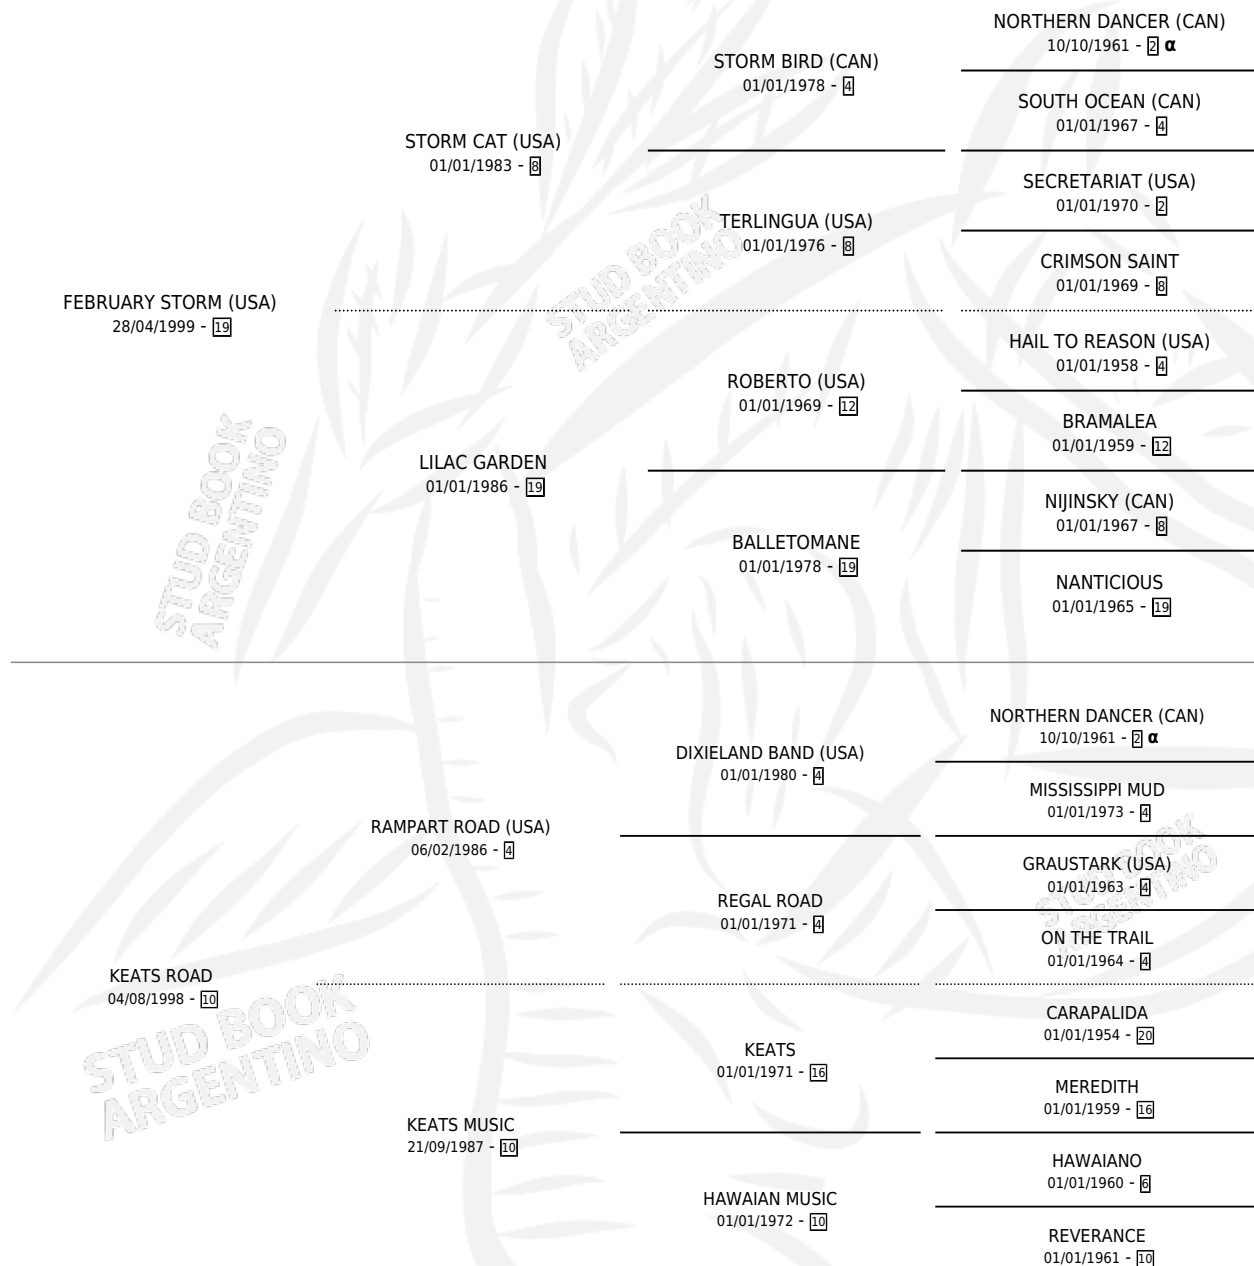 NORTHERN DANCER (CAN)
10/10/1961 - 2 α
STORM BIRD (CAN)
01/01/1978 - 4
SOUTH OCEAN (CAN)
01/01/1967 - 4
STORM CAT (USA)
01/01/1983 - 8
SECRETARIAT (USA)
01/01/1970 - 2
TERLINGUA (USA)
01/01/1976 - 8
CRIMSON SAINT
01/01/1969 - 8
FEBRUARY STORM (USA)
28/04/1999 - 19
HAIL TO REASON (USA)
01/01/1958 - 4
ROBERTO (USA)
01/01/1969 - 12
BRAMALEA
01/01/1959 - 12
LILAC GARDEN
01/01/1986 - 19
NIJINSKY (CAN)
01/01/1967 - 8
BALLETOMANE
01/01/1978 - 19
NANTICIOUS
01/01/1965 - 19
STUD BOOK
ARGENTINO
STUD BOOK
ARGENTINO
NORTHERN DANCER (CAN)
10/10/1961 - 2 α
DIXIELAND BAND (USA)
01/01/1980 - 4
MISSISSIPPI MUD
01/01/1973 - 4
RAMPART ROAD (USA)
06/02/1986 - 4
GRAUSTARK (USA)
01/01/1963 - 4
REGAL ROAD
01/01/1971 - 4
ON THE TRAIL
01/01/1964 - 4
KEATS ROAD
04/08/1998 - 10
CARAPALIDA
01/01/1954 - 20
KEATS
01/01/1971 - 16
MEREDITH
01/01/1959 - 16
KEATS MUSIC
21/09/1987 - 10
HAWAIANO
01/01/1960 - 6
HAWAIAN MUSIC
01/01/1972 - 10
REVERANCE
01/01/1961 - 10
STUD BOOK
ARGENTINO
STUD BOOK
ARGENTINO